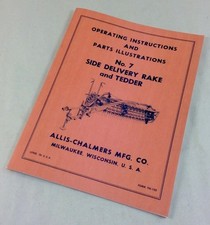 OPERATING INSTRUCTIONS
AND
PARTS ILLUSTRATIONS
No. 7
SIDE DELIVERY RAKE
and TEDDER
ALLIS-CHALMERS MFG. CO.
MILWAUKEE, WISCONSIN, U. S. A.